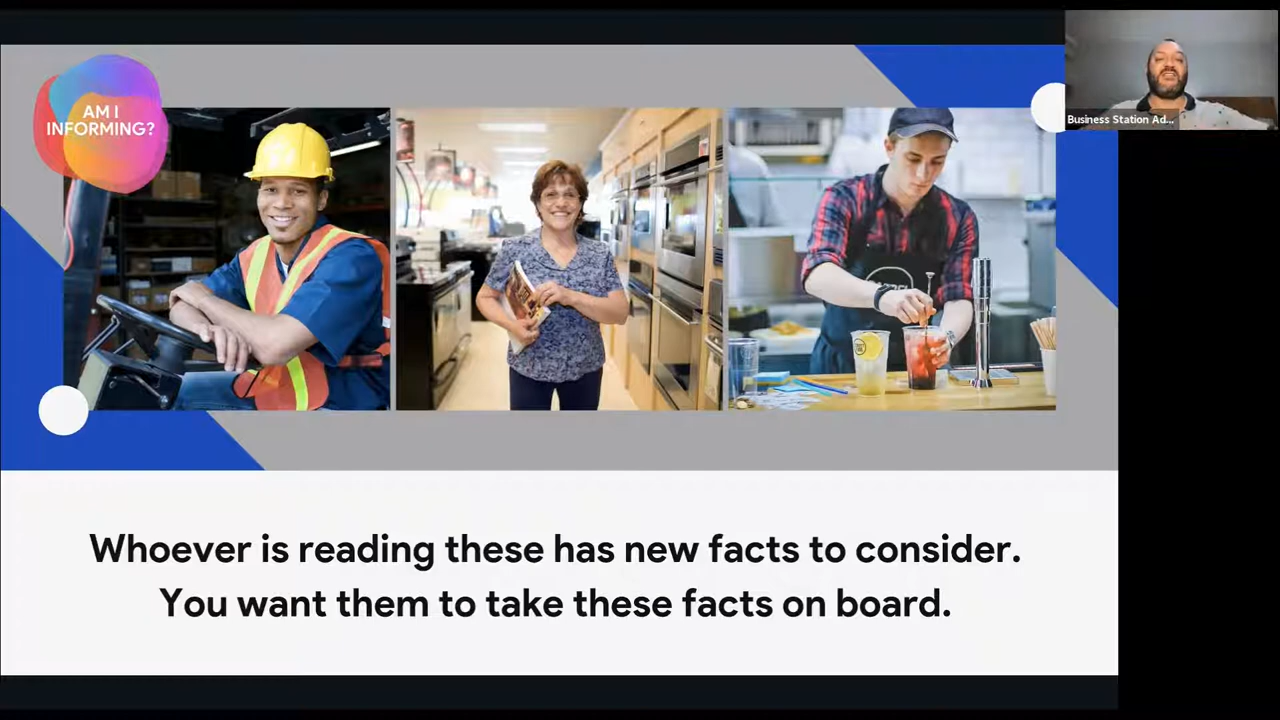 AM I
INFORMING?
Business Station Ad...
Whoever is reading these has new facts to consider.
You want them to take these facts on board.